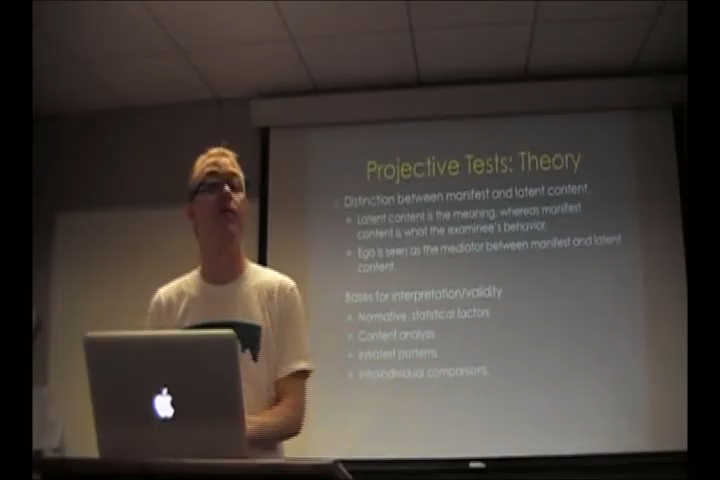 Projective Tests: Theory
Distinction between manifest and latent content.
Latent content is the meaning, whereas manifest
content is what the examinee's behavior.
Ego is seen as the mediator between manifest and latent
content.
Bases for interpretation/validity
Normative, statistical factors
Content analysis
Intratest patterns
Intraindividual comparisons.